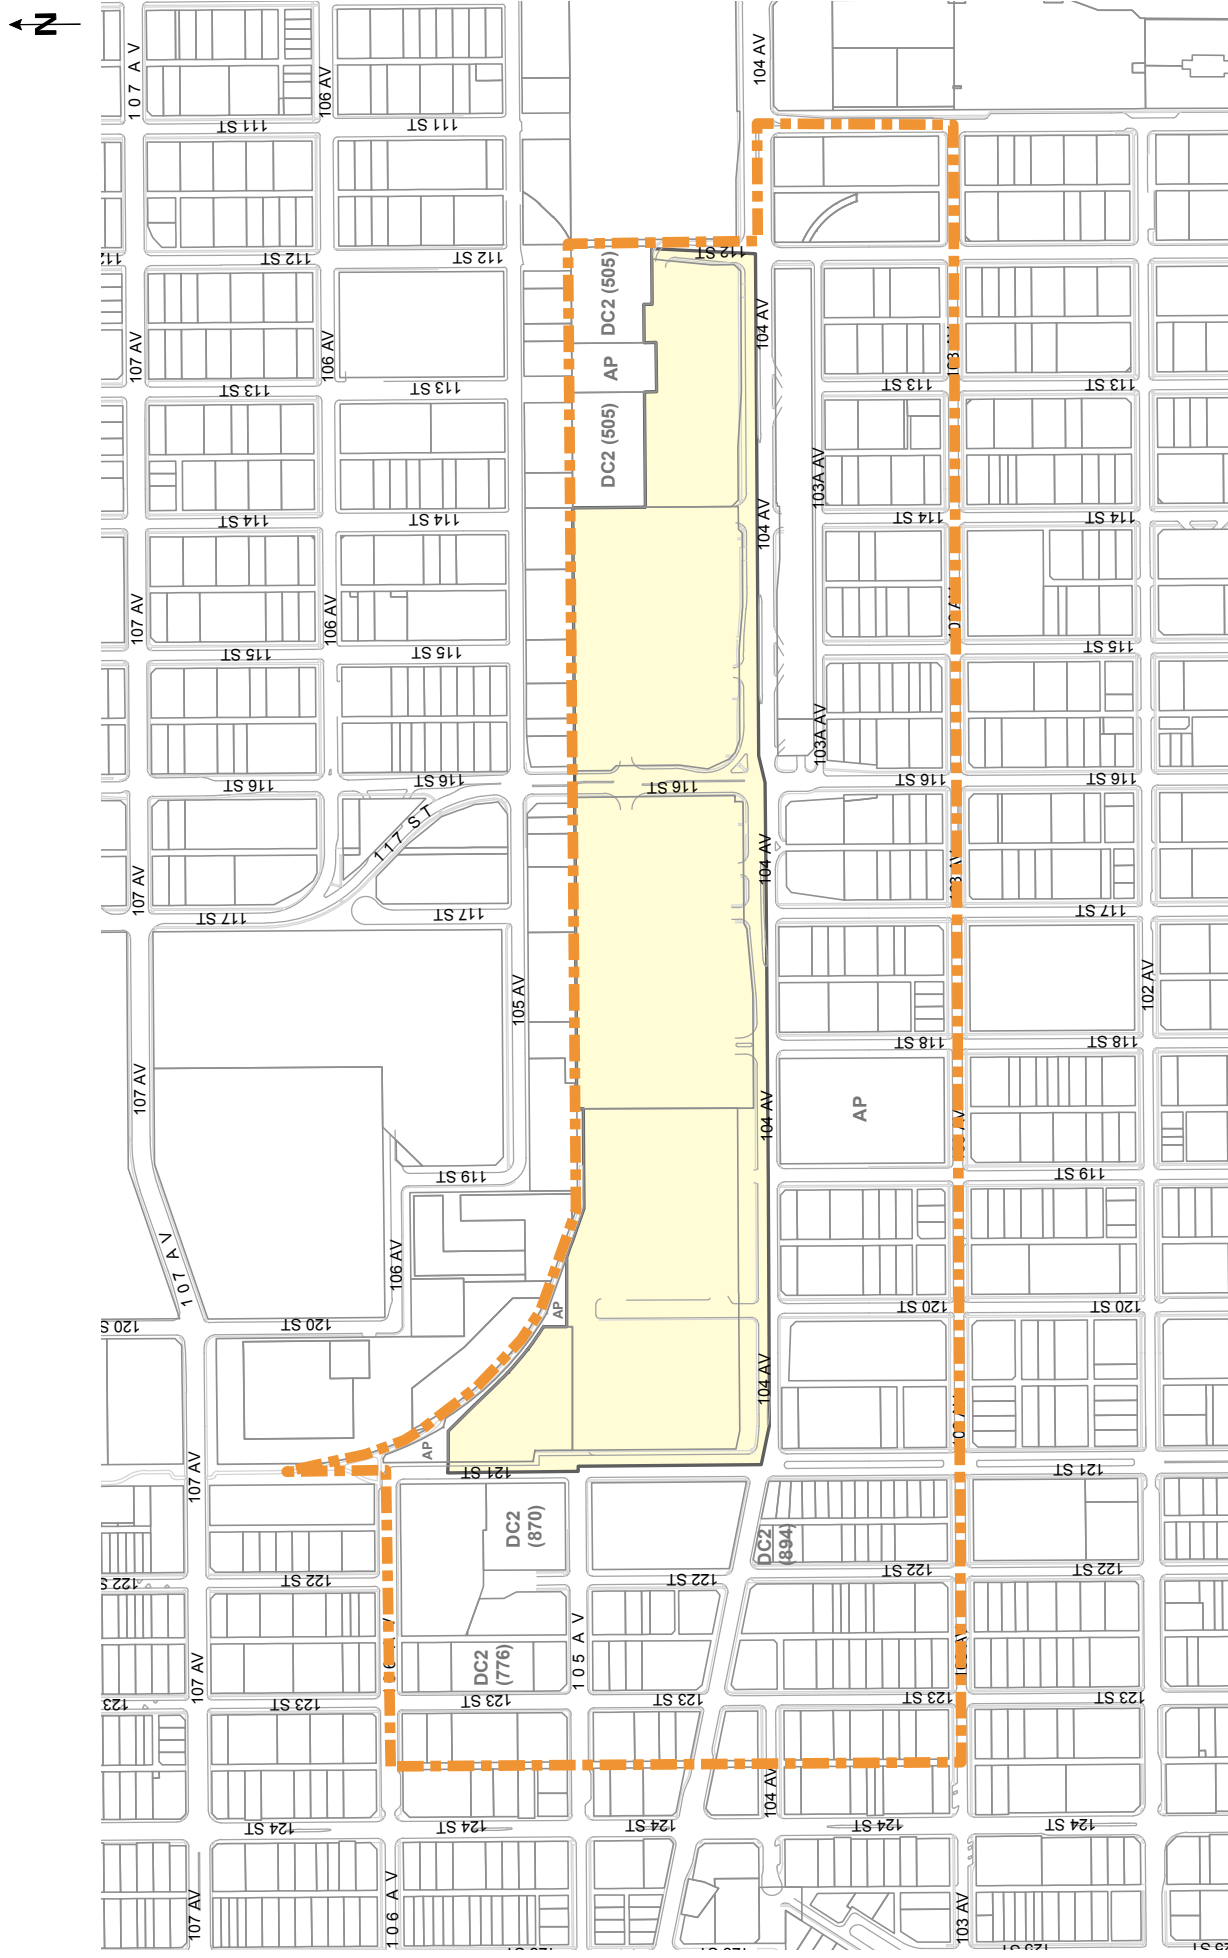 N
107 AV
106 AV
104 AV
111 ST
111 ST
112 ST
112 ST
112 ST
DC2 (505)
107 AV
106 AV
AP
104 AV
113 ST
113 ST
113 ST
113 ST
DC2 (505)
103A AV
114 ST
114 ST
104 AV
114 ST
114 ST
107 AV
106 AV
115 ST
115 ST
115 ST
103A AV
116 ST
116 ST
116 ST
116 ST
116 ST
117 ST
107 AV
104 AV
117 ST
117 ST
117 ST
105 AV
102 AV
118 ST
118 ST
107 AV
104 AV
AP
119 ST
119 ST
107 AV
106 AV
AP
120 ST
120 ST
120 ST
120 ST
104 AV
AP
107 AV
121 ST
121 ST
DC2
(870)
DC2
(894)
122 ST
122 ST
122 ST
122 ST
105 AV
DC2
(776)
107 AV
123
123 ST
123 ST
123 ST
123 ST
123 ST
104 AV
124 ST
124 ST
124 ST
124 ST
124 ST
107 AV
106 AV
103 AV